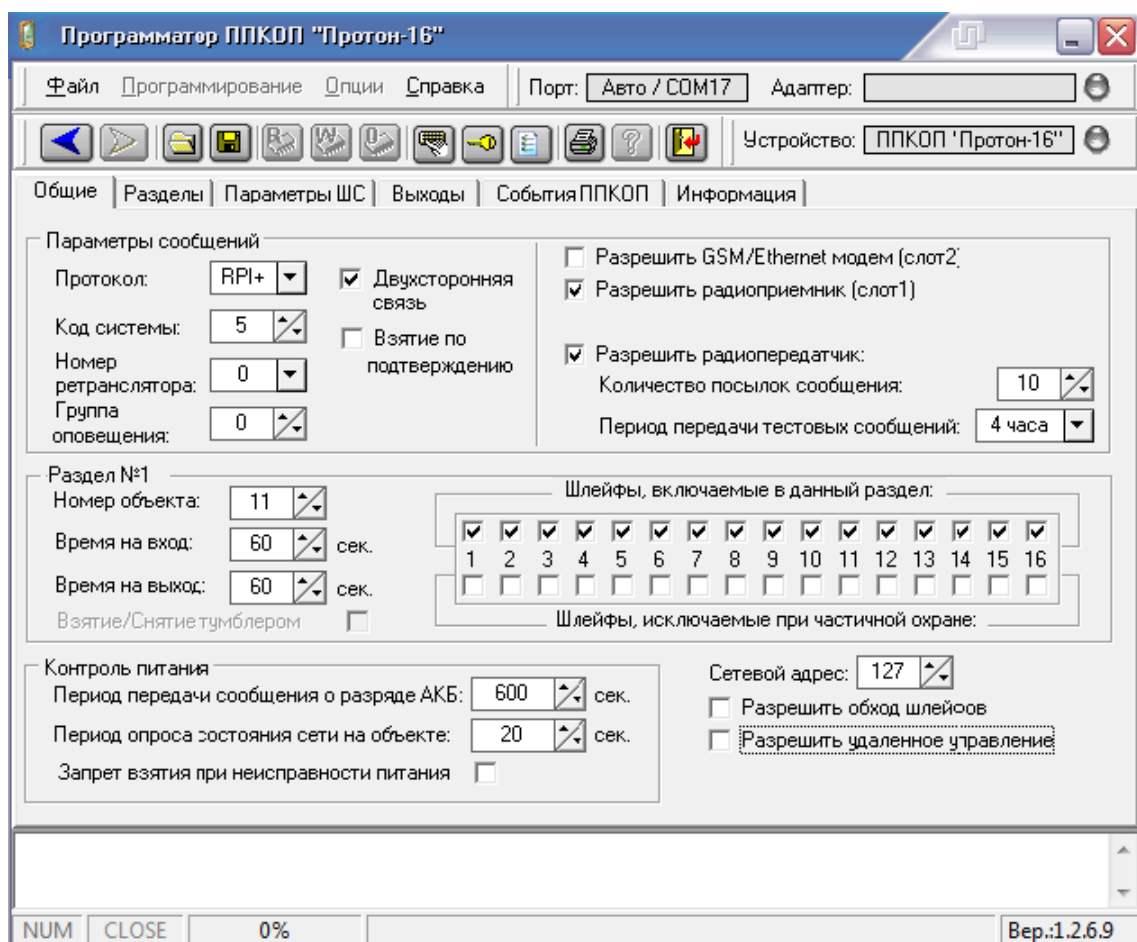 Программатор ППКОП "Протон-16"
Файл Программирование Опции Справка Порт: Авто / COM17 Адаптер:
Устройство: ППКОП "Протон-16"
Общие Разделы Параметры ШС Выходы События ППКОП Информация
Параметры сообщений
Протокол: RPI+
Двухсторонняя связь
Код системы: 5
Взятие по подтверждению
Номер ретранслятора: 0
Группа оповещения: 0
Разрешить GSM/Ethernet модем (слот2)
Разрешить радиоприемник (слот1)
Разрешить радиопередатчик:
Количество посылок сообщения: 10
Период передачи тестовых сообщений: 4 часа
Раздел №1
Номер объекта: 11
Время на вход: 60 сек.
Время на выход: 60 сек.
Взятие/Снятие тумблером
Шлейфы, включаемые в данный раздел:
1 2 3 4 5 6 7 8 9 10 11 12 13 14 15 16
Шлейфы, исключаемые при частичной охране:
Контроль питания
Период передачи сообщения о разряде АКБ: 600 сек.
Период опроса состояния сети на объекте: 20 сек.
Запрет взятия при неисправности питания
Сетевой адрес: 127
Разрешить обход шлейфов
Разрешить удаленное управление
NUM CLOSE 0% Вер.:1.2.6.9